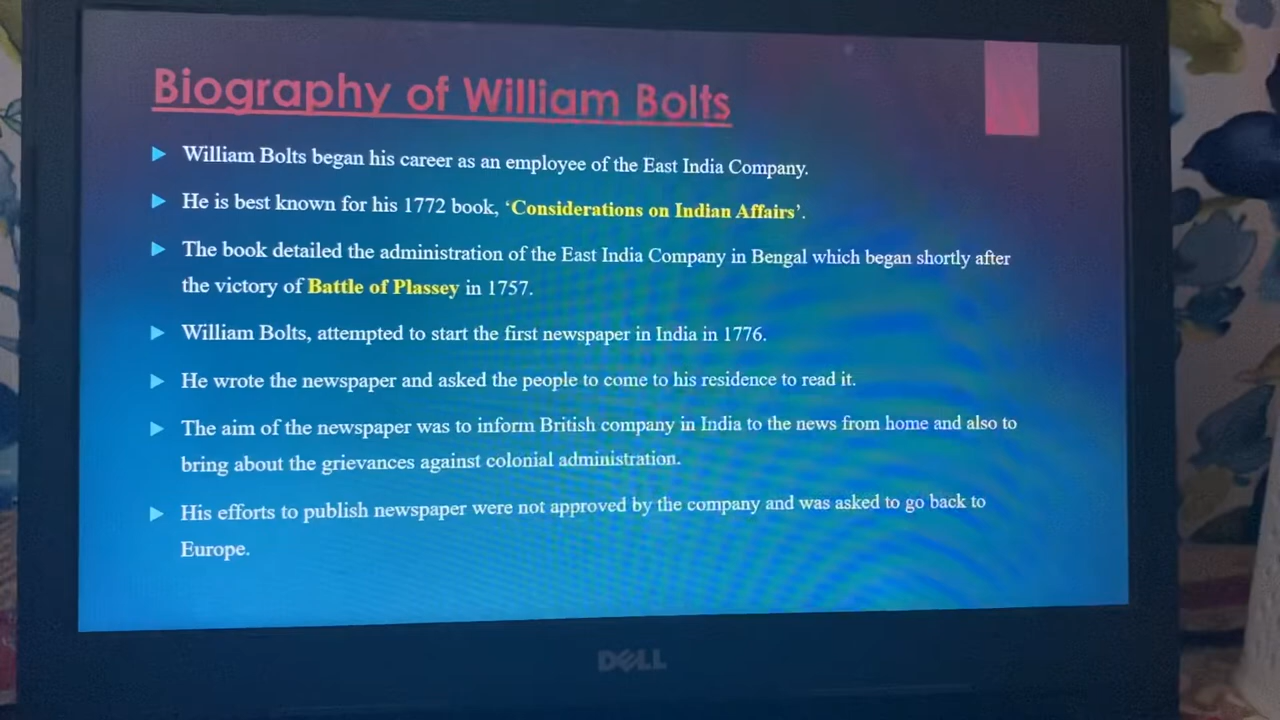 Biography of William Bolts
William Bolts began his career as an employee of the East India Company.
He is best known for his 1772 book, ‘Considerations on Indian Affairs’.
The book detailed the administration of the East India Company in Bengal which began shortly after
the victory of Battle of Plassey in 1757.
William Bolts, attempted to start the first newspaper in India in 1776.
He wrote the newspaper and asked the people to come to his residence to read it.
The aim of the newspaper was to inform British company in India to the news from home and also to
bring about the grievances against colonial administration.
His efforts to publish newspaper were not approved by the company and was asked to go back to
Europe.
DELL